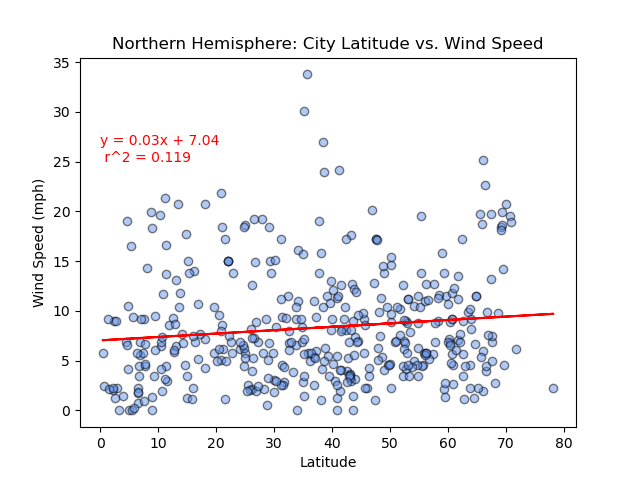 Northern Hemisphere: City Latitude vs. Wind Speed
35
30
y = 0.03x + 7.04
r^2 = 0.119
25
20
15
10
5
0
Wind Speed (mph)
0 10 20 30 40 50 60 70 80
Latitude